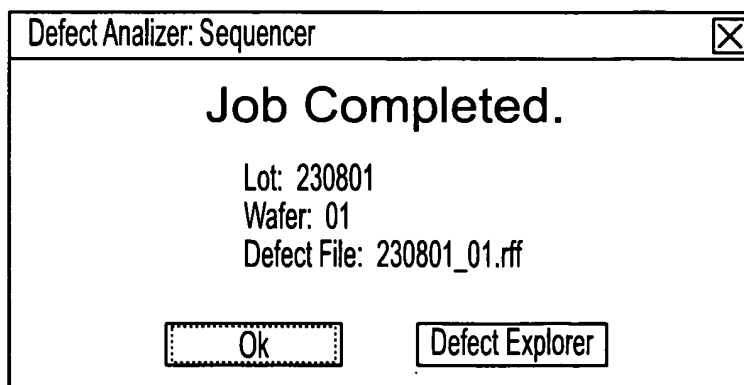 Defect Analizer: Sequencer
Job Completed.
Lot: 230801
Wafer: 01
Defect File: 230801_01.rff
Ok
Defect Explorer